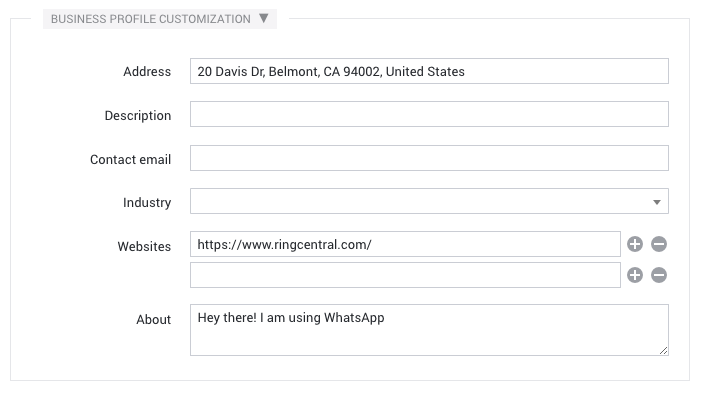 BUSINESS PROFILE CUSTOMIZATION ▼
Address
20 Davis Dr, Belmont, CA 94002, United States
Description
Contact email
Industry
Websites
https://www.ringcentral.com/
About
Hey there! I am using WhatsApp